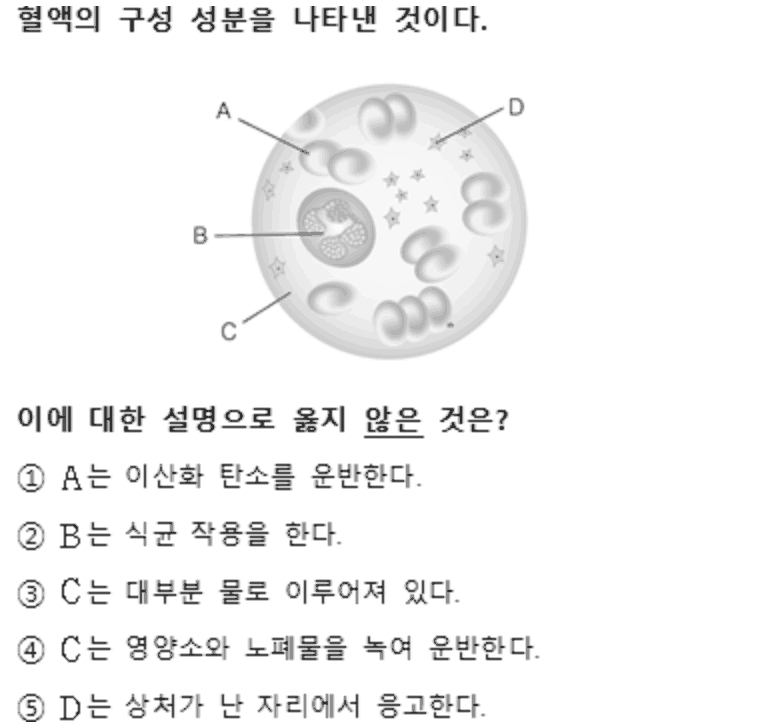 혈액의 구성 성분을 나타낸 것이다.
A
D
B
C
이에 대한 설명으로 옳지 않은 것은?
① A는 이산화 탄소를 운반한다.
② B는 식균 작용을 한다.
③ C는 대부분 물로 이루어져 있다.
④ C는 영양소와 노폐물을 녹여 운반한다.
⑤ D는 상처가 난 자리에서 응고한다.